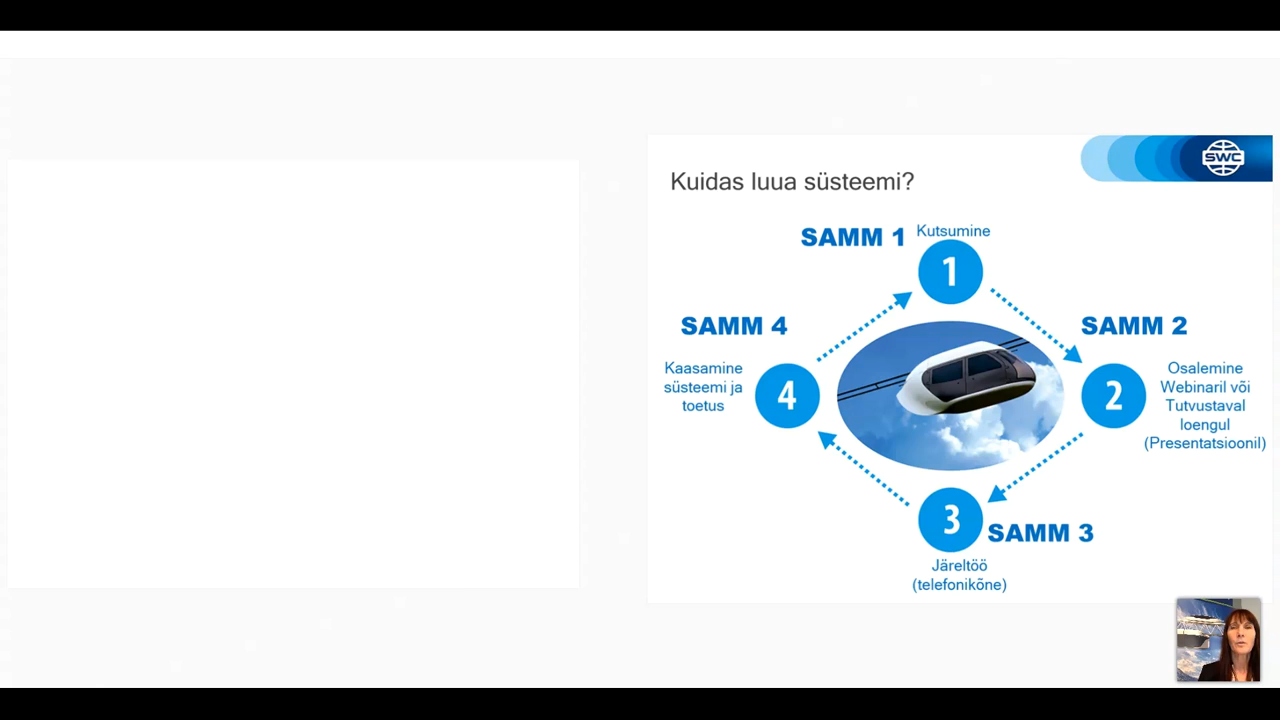 SWC
Kuidas luua süsteemi?
SAMM 1
Kutsumine
1
SAMM 2
2
Osalemine
Webinaril või
Tutvustaval
loengul
(Presentatsioonil)
SAMM 3
3
Järeltöö
(telefonikõne)
SAMM 4
4
Kaasamine
süsteemi ja
toetus